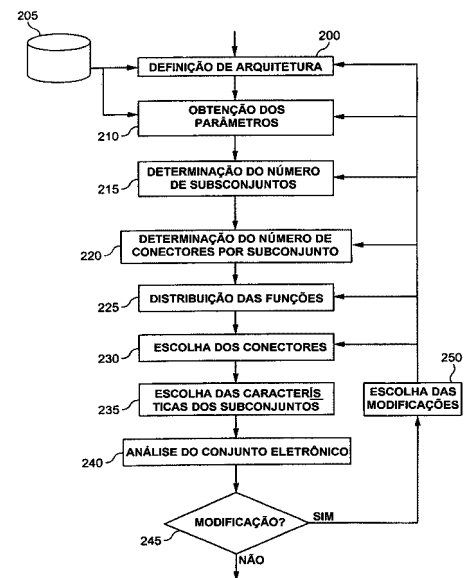 205
200
DEFINIÇÃO DE ARQUITETURA
OBTENÇÃO DOS
PARÂMETROS
210
DETERMINAÇÃO DO NÚMERO
DE SUBSCONJUNTOS
215
DETERMINAÇÃO DO NÚMERO DE
CONECTORES POR SUBCONJUNTO
220
DISTRIBUIÇÃO DAS FUNÇÕES
225
ESCOLHA DOS CONECTORES
230
ESCOLHA DAS CARACTERÍS
TICAS DOS SUBCONJUNTOS
235
250
ESCOLHA DAS
MODIFICAÇÕES
ANÁLISE DO CONJUNTO ELETRÔNICO
240
MODIFICAÇÃO?
SIM
245
NÃO